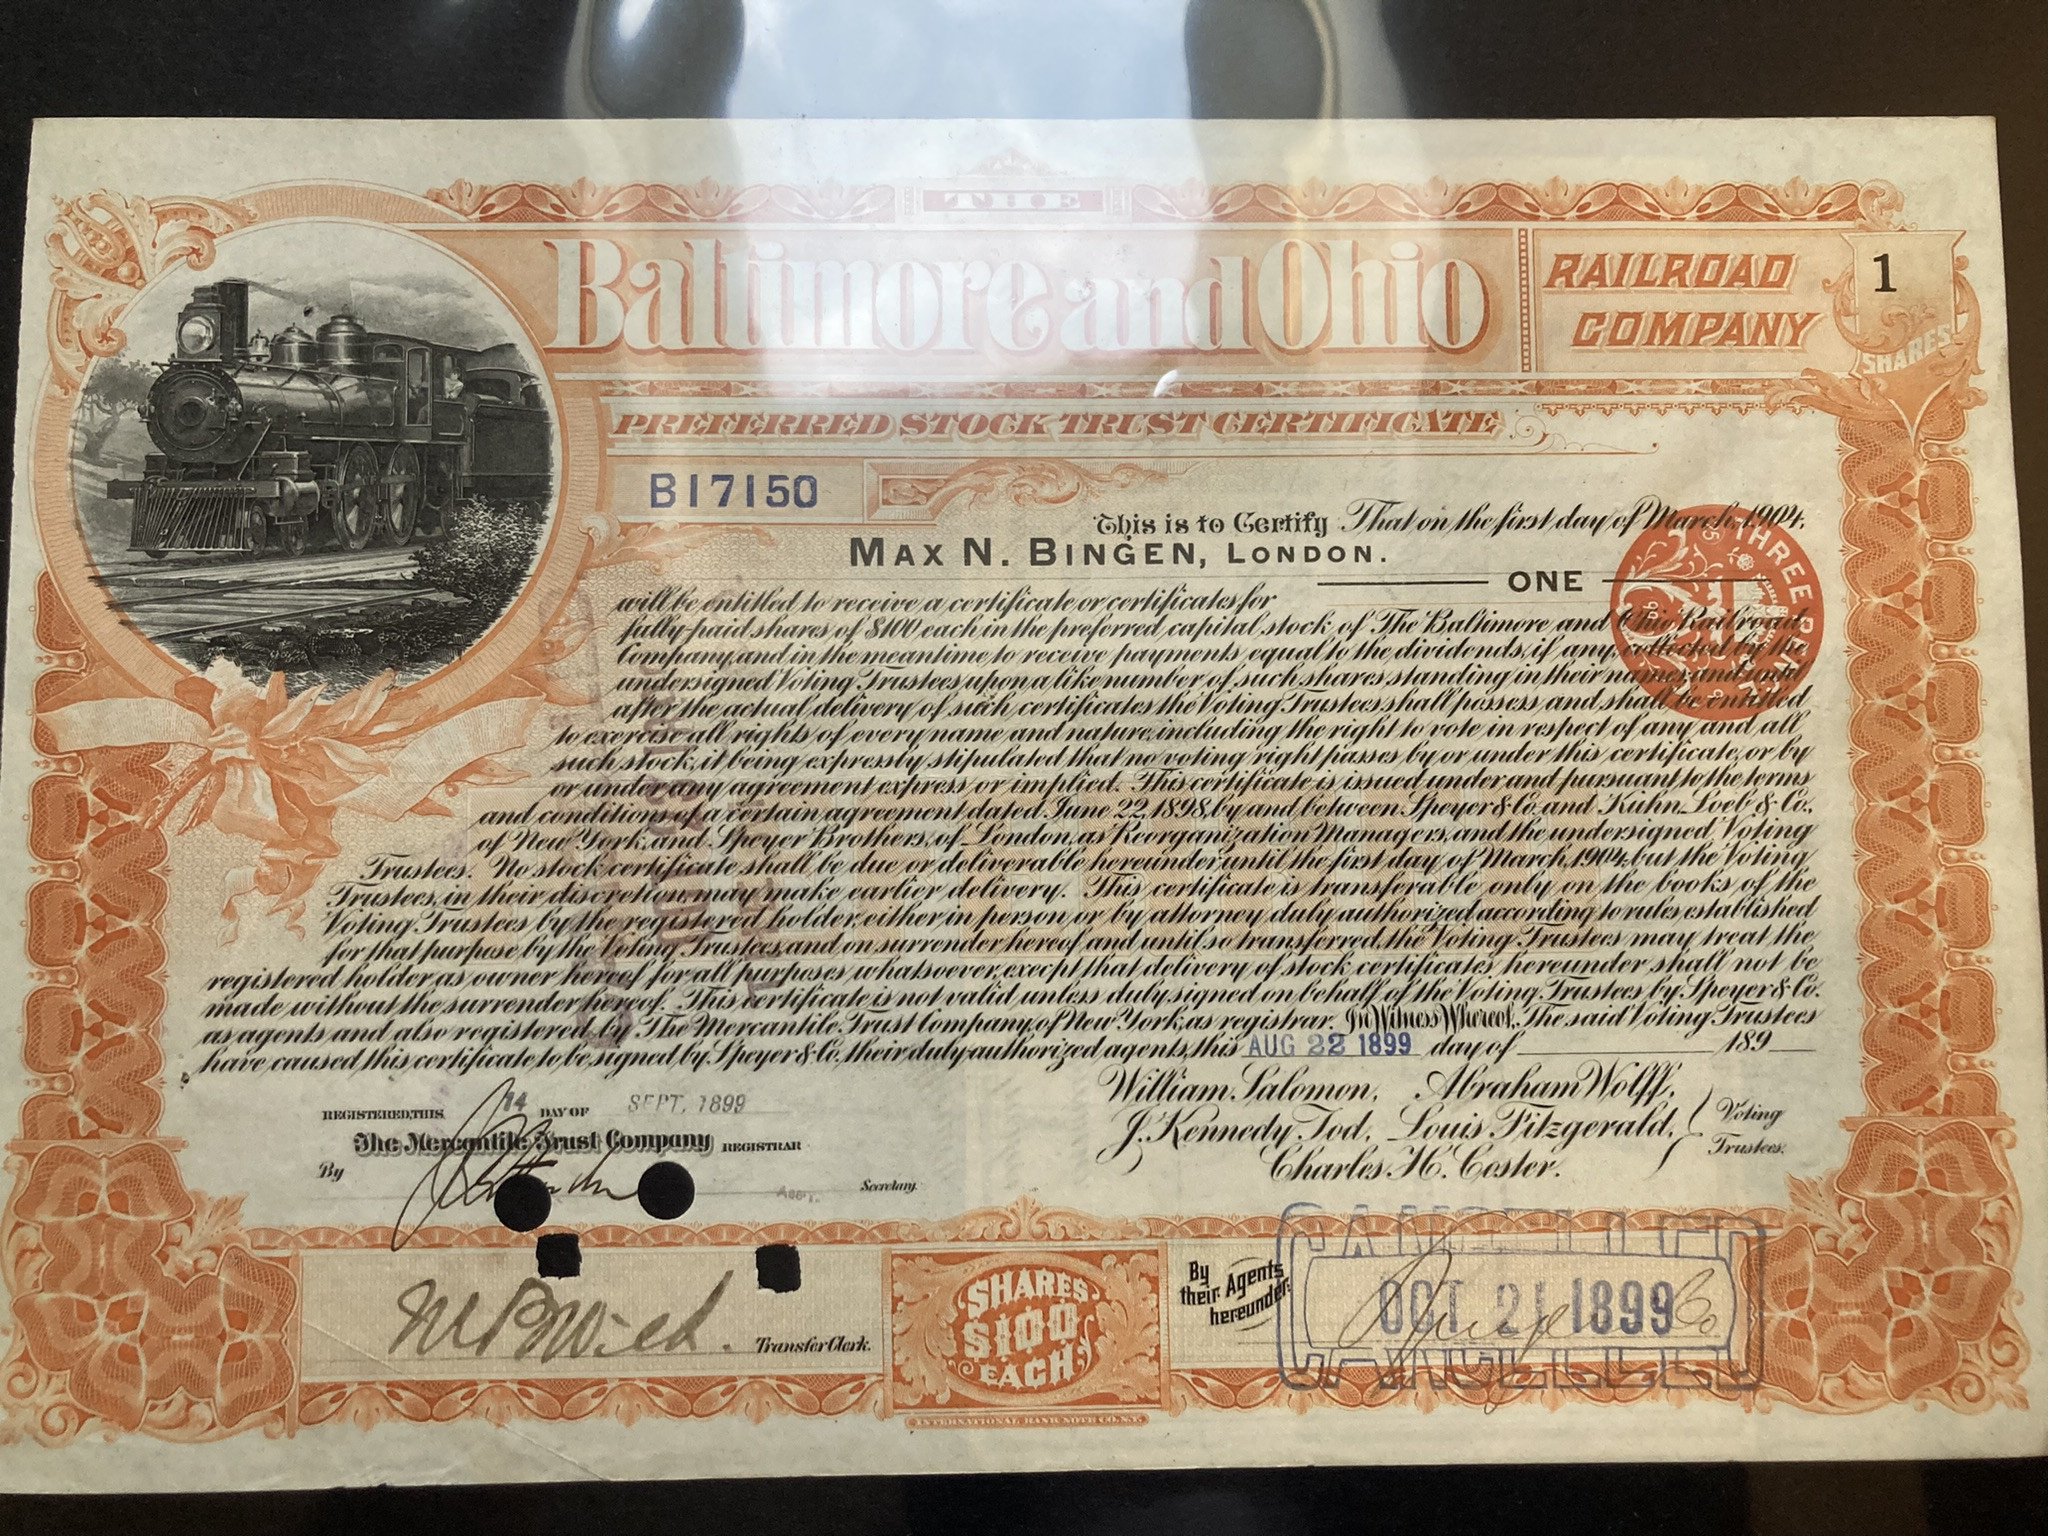 THE
Baltimore and Ohio
RAILROAD
COMPANY
1
SHARES
PREFERRED STOCK TRUST CERTIFICATE
B17150
This is to Certify That on the first day of March, 1904,
MAX N. BINGEN, LONDON.
ONE
will be entitled to receive a certificate or certificates for
fully-paid shares of $100 each in the preferred capital stock of The Baltimore and Ohio Railroad
Company, and in the meantime to receive payments equal to the dividends, if any, collected by the
undersigned Voting Trustees upon a like number of such shares standing in their names; and until
after the actual delivery of such certificates the Voting Trustees shall possess and shall be entitled
to exercise all rights of every name and nature, including the right to vote in respect of any and all
such stock, it being expressly stipulated that no voting right passes by or under this certificate, or by
or under any agreement express or implied. This certificate is issued under and pursuant to the terms
and conditions of a certain agreement dated June 22, 1898, by and between Speyer & Co. and Kuhn, Loeb & Co.,
of New York, and Speyer Brothers, of London, as Reorganization Managers, and the undersigned Voting
Trustees. No stock certificate shall be due or deliverable hereunder until the first day of March, 1904, but the Voting
Trustees, in their discretion, may make earlier delivery. This certificate is transferable only on the books of the
Voting Trustees by the registered holder, either in person or by attorney duly authorized according to rules established
for that purpose by the Voting Trustees, and on surrender hereof and until so transferred, the Voting Trustees may treat the
registered holder as owner hereof for all purposes whatsoever, except that delivery of stock certificates hereunder shall not be
made without the surrender hereof. This certificate is not valid unless duly signed on behalf of the Voting Trustees by Speyer & Co.
as agents and also registered by The Mercantile Trust Company of New York, as registrar. In Witness Whereof, The said Voting Trustees
have caused this certificate to be signed by Speyer & Co., their duly authorized agents, this AUG 22 1899 day of 189
William Salomon, Abraham Wolff,
J. Kennedy Tod, Louis Fitzgerald,
Charles H. Coster.
Voting
Trustees.
REGISTERED, THIS 14 DAY OF SEPT. 1899
The Mercantile Trust Company REGISTRAR
By Asst. Secretary.
Transfer Clerk.
SHARES
$100
EACH
By
their Agents
hereunder:
CANCELLED
OCT 21 1899
CANCELLED
INTERNATIONAL BANK NOTE CO. N.Y.
THREE PEN